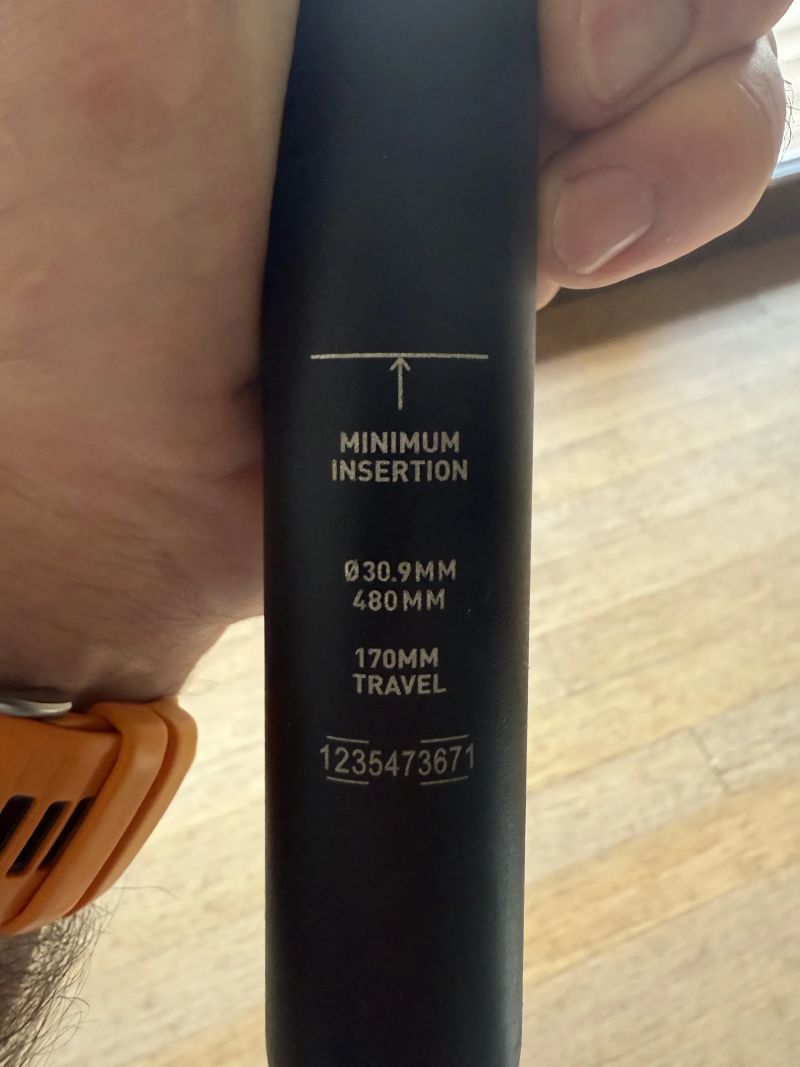 MINIMUM
INSERTION
Ø30.9MM
480MM
170MM
TRAVEL
1235473671